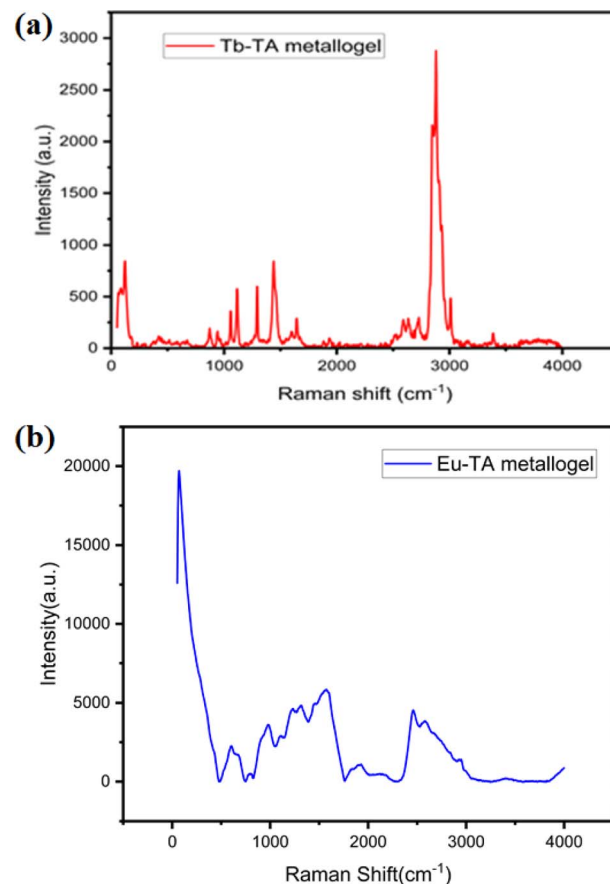 (a)
Tb-TA metallogel
3000
2500
2000
1500
1000
500
0
Intensity (a.u.)
0 1000 2000 3000 4000
Raman shift (cm⁻¹)
(b)
Eu-TA metallogel
20000
15000
10000
5000
0
Intensity(a.u.)
0 1000 2000 3000 4000
Raman Shift(cm⁻¹)